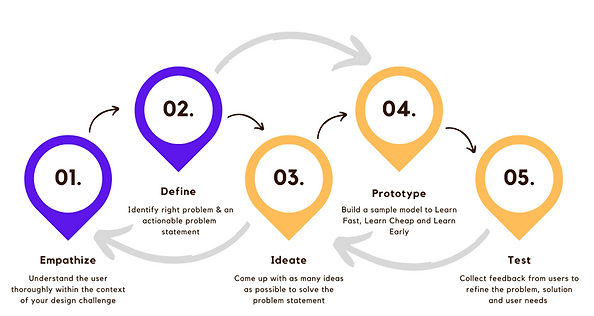 01.
Empathize
Understand the user
thoroughly within the context
of your design challenge
02.
Define
Identify right problem & an
actionable problem
statement
03.
Ideate
Come up with as many ideas
as possible to solve the
problem statement
04.
Prototype
Build a sample model to Learn
Fast, Learn Cheap and Learn
Early
05.
Test
Collect feedback from users to
refine the problem, solution
and user needs